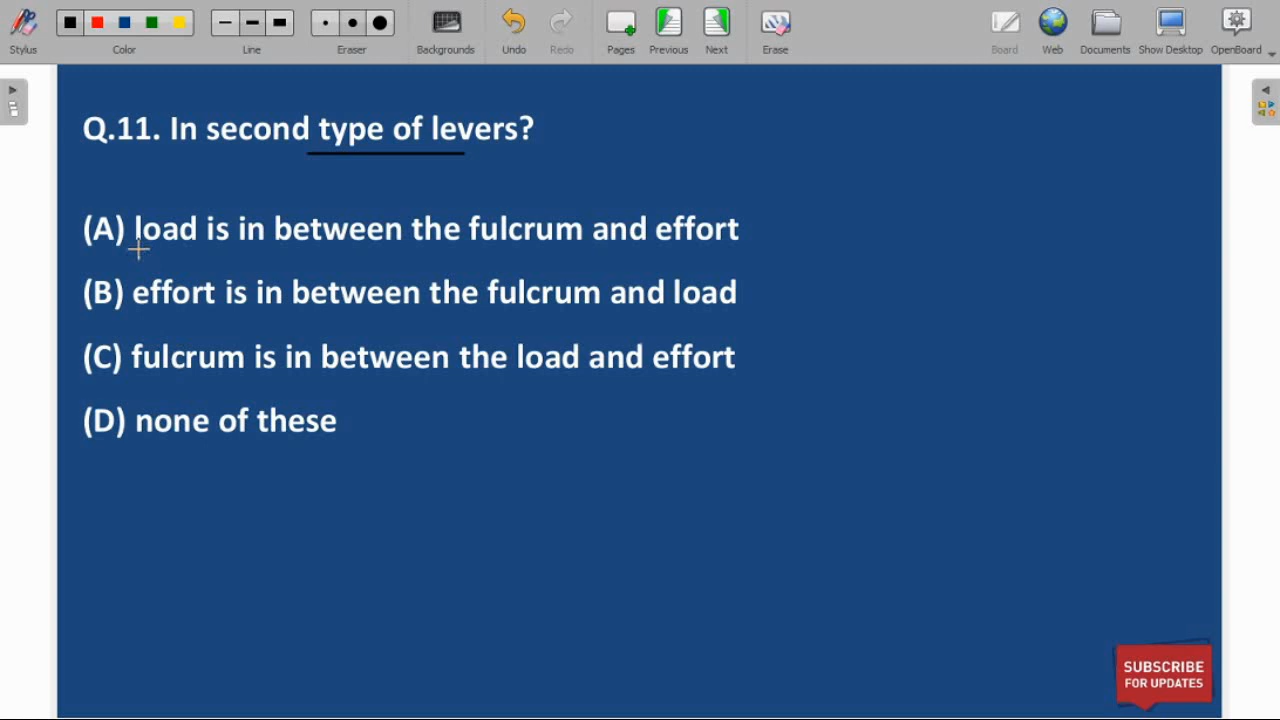 Stylus
Color
Line
Eraser
Backgrounds
Undo
Redo
Pages
Previous
Next
Erase
Board
Web
Documents
Show Desktop
OpenBoard
Q.11. In second type of levers?
(A) load is in between the fulcrum and effort
(B) effort is in between the fulcrum and load
(C) fulcrum is in between the load and effort
(D) none of these
SUBSCRIBE
FOR UPDATES